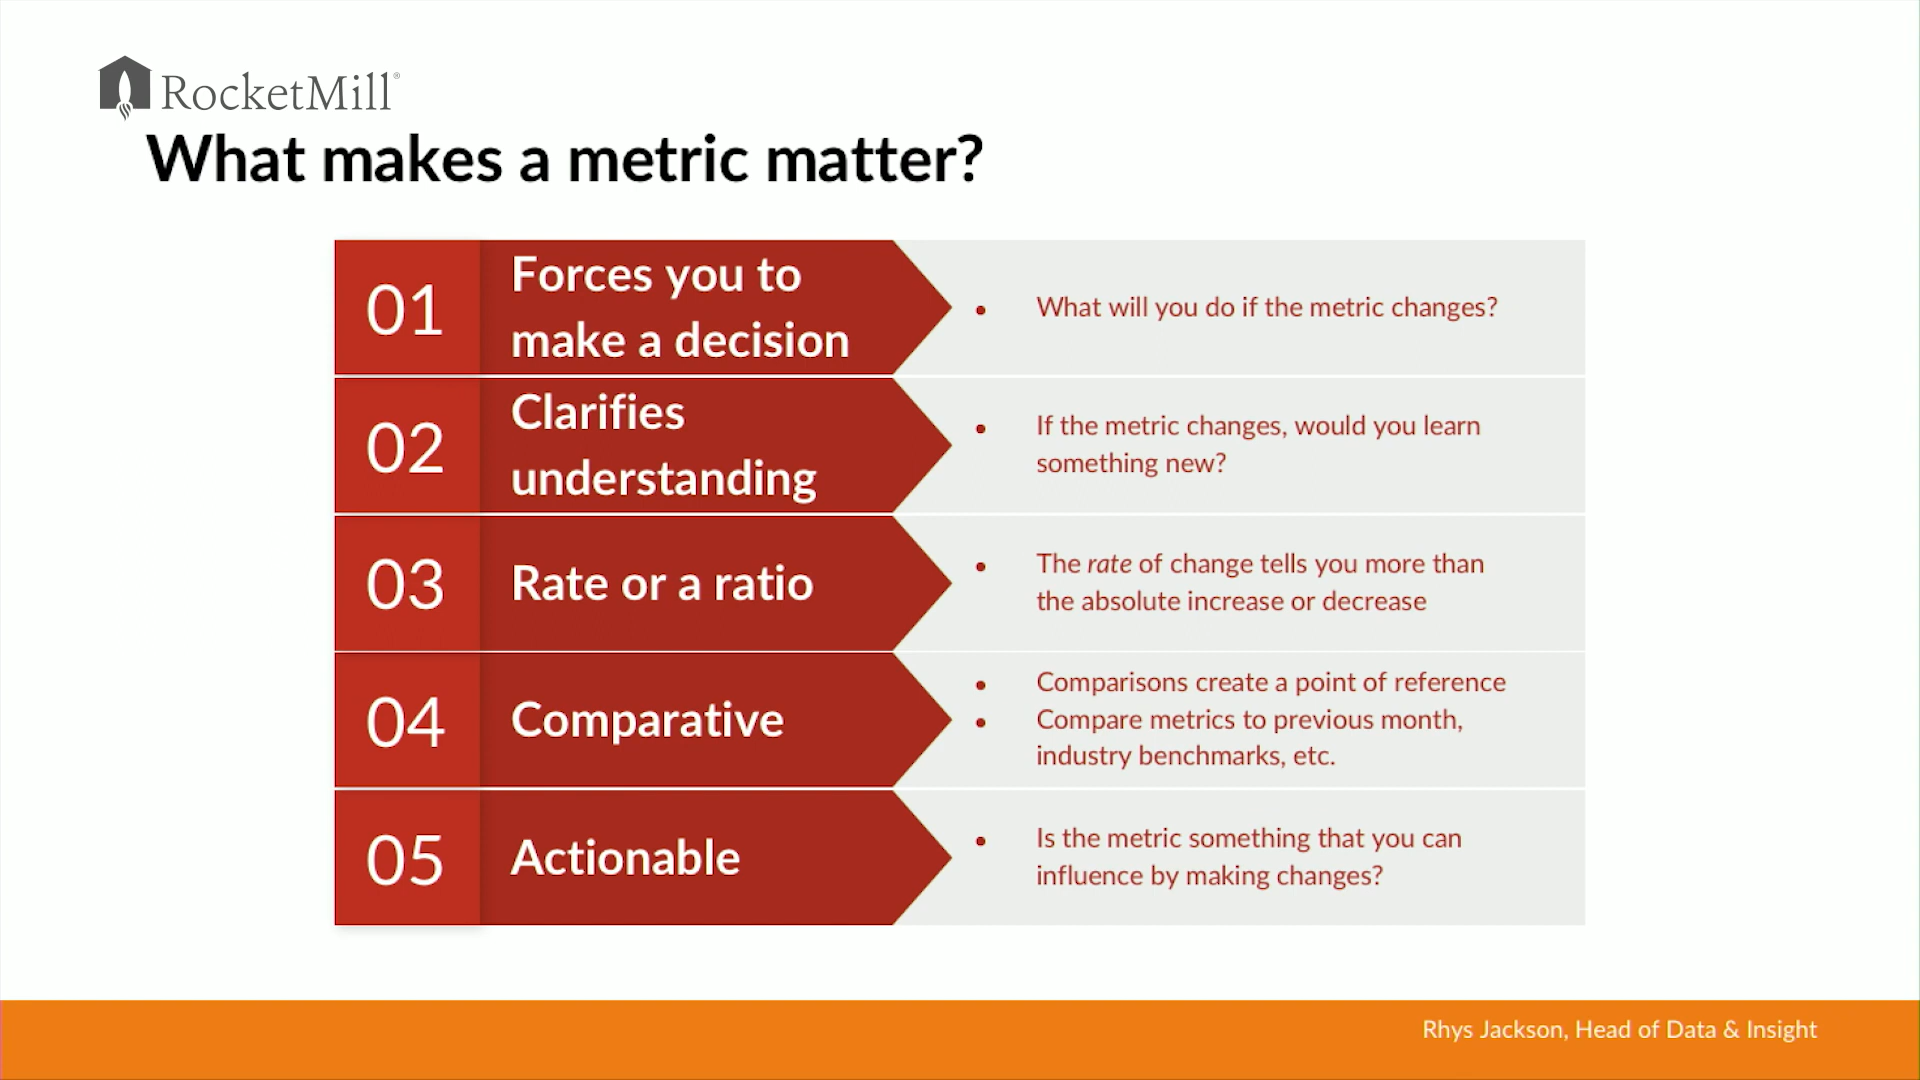 RocketMill®
What makes a metric matter?
01
Forces you to
make a decision
• What will you do if the metric changes?
02
Clarifies
understanding
• If the metric changes, would you learn
something new?
03
Rate or a ratio
• The rate of change tells you more than
the absolute increase or decrease
04
Comparative
• Comparisons create a point of reference
• Compare metrics to previous month,
industry benchmarks, etc.
05
Actionable
• Is the metric something that you can
influence by making changes?
Rhys Jackson, Head of Data & Insight